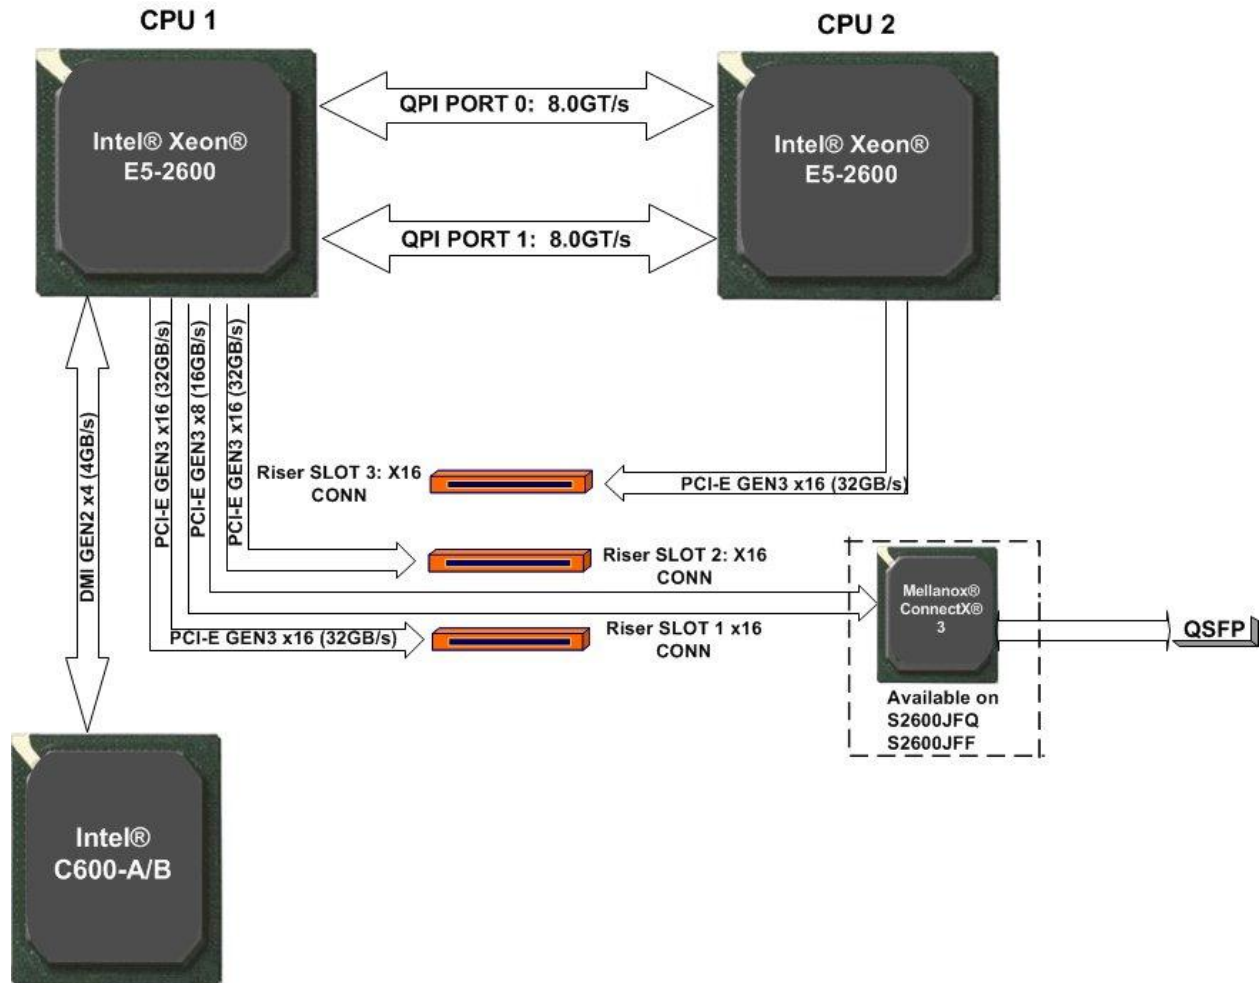 CPU 1
CPU 2
Intel® Xeon®
E5-2600
QPI PORT 0: 8.0GT/s
Intel® Xeon®
E5-2600
QPI PORT 1: 8.0GT/s
DMI GEN2 x4 (4GB/s)
PCI-E GEN3 x16 (32GB/s)
PCI-E GEN3 x8 (16GB/s)
PCI-E GEN3 x16 (32GB/s)
Riser SLOT 3: X16
CONN
PCI-E GEN3 x16 (32GB/s)
Riser SLOT 2: X16
CONN
Mellanox®
ConnectX®
3
PCI-E GEN3 x16 (32GB/s)
Riser SLOT 1 x16
CONN
QSFP
Available on
S2600JFQ
S2600JFF
Intel®
C600-A/B